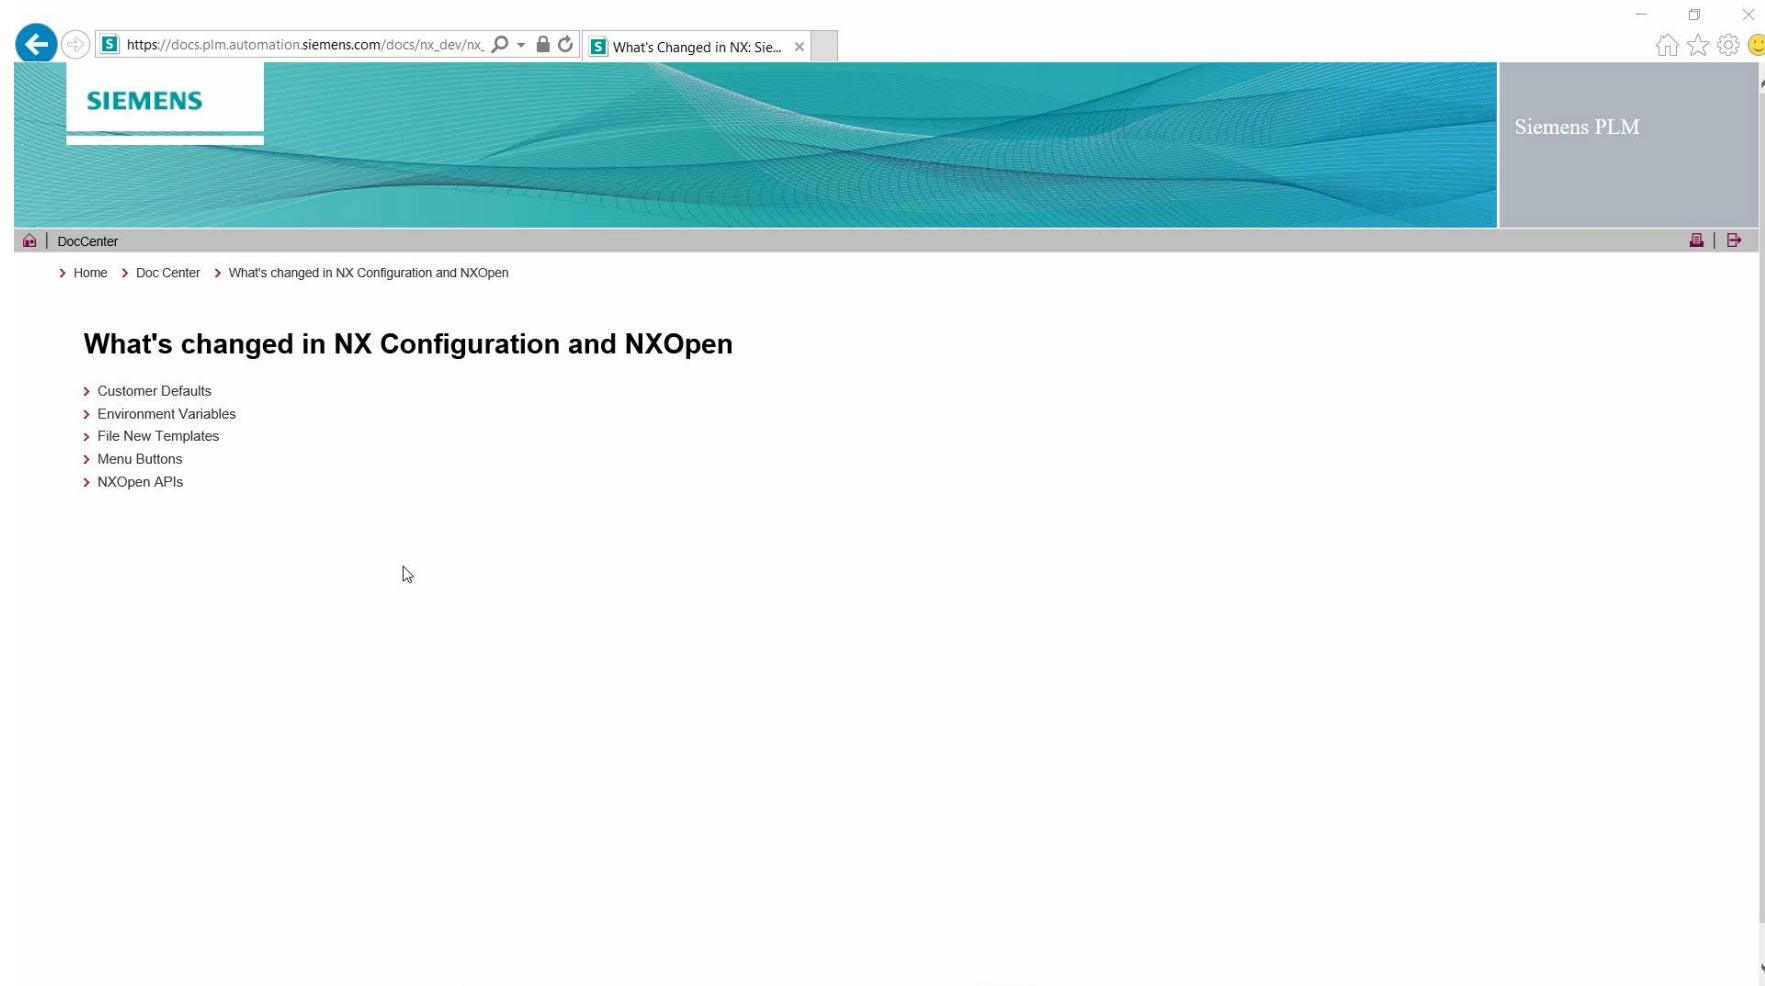 https://docs.plm.automation.siemens.com/docs/nx_dev/nx_
What's Changed in NX: Sie...
SIEMENS
Siemens PLM
DocCenter
Home Doc Center What's changed in NX Configuration and NXOpen
What's changed in NX Configuration and NXOpen
Customer Defaults
Environment Variables
File New Templates
Menu Buttons
NXOpen APIs